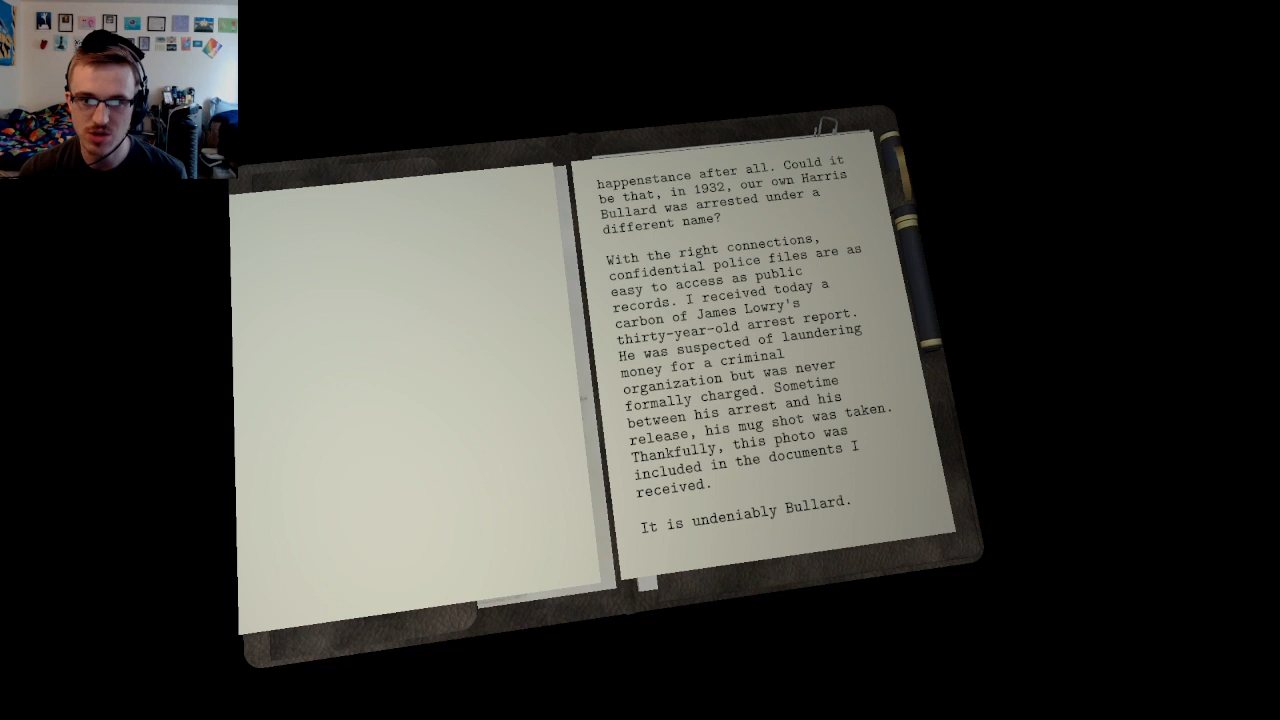 happenstance after all. Could it
be that, in 1932, our own Harris
Bullard was arrested under a
different name?
With the right connections,
confidential police files are as
easy to access as public
records. I received today a
carbon of James Lowry's
thirty-year-old arrest report.
He was suspected of laundering
money for a criminal
organization but was never
formally charged. Sometime
between his arrest and his
release, his mug shot was taken.
Thankfully, this photo was
included in the documents I
received.
It is undeniably Bullard.